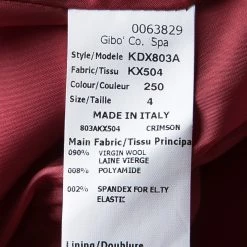 0063829
Gibo' Co. Spa
Style/Modele KDX803A
Fabric/Tissu KX504
Colour/Couleur 250
Size/Taille 4
MADE IN ITALY
803AKX504 CRIMSON
Main Fabric/Tissu Principa
090% VIRGIN WOOL
LAINE VIERGE
008% POLYAMIDE
002% SPANDEX FOR EL.TY
ELASTIC
Lining/Doublure